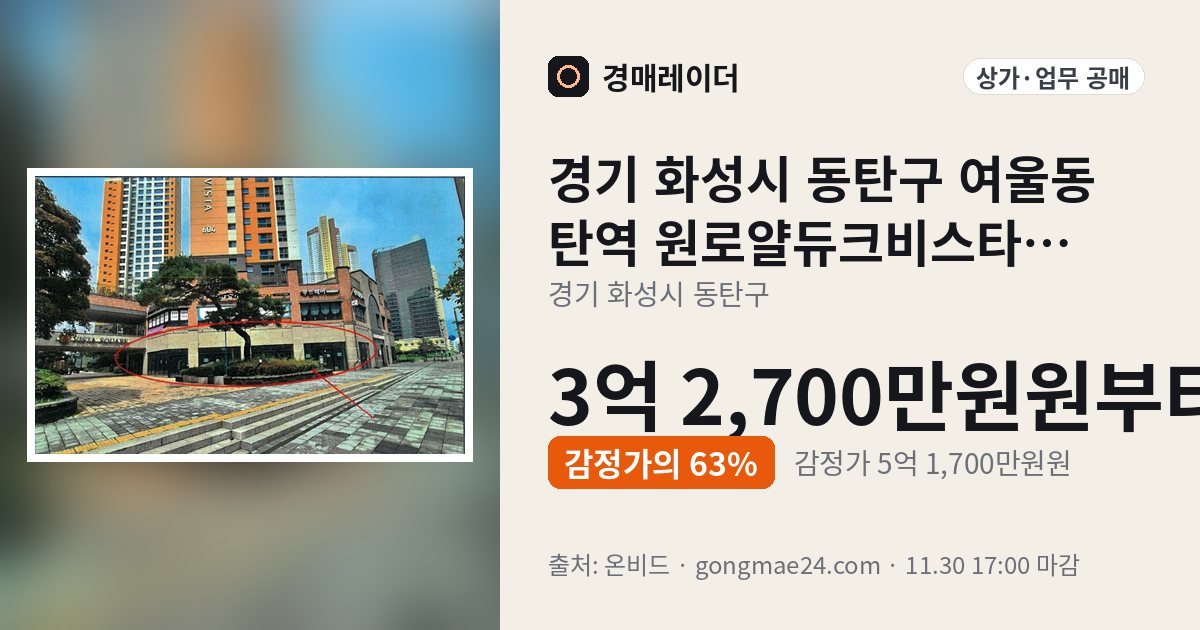 경매레이더
상가·업무 공매
경기 화성시 동탄구 여울동
탄역 원로얄듀크비스타…
경기 화성시 동탄구
3억 2,700만원원부터
감정가의 63%
감정가 5억 1,700만원원
출처: 온비드 · gongmae24.com · 11.30 17:00 마감
VISTA
604
VISTA SQUARE